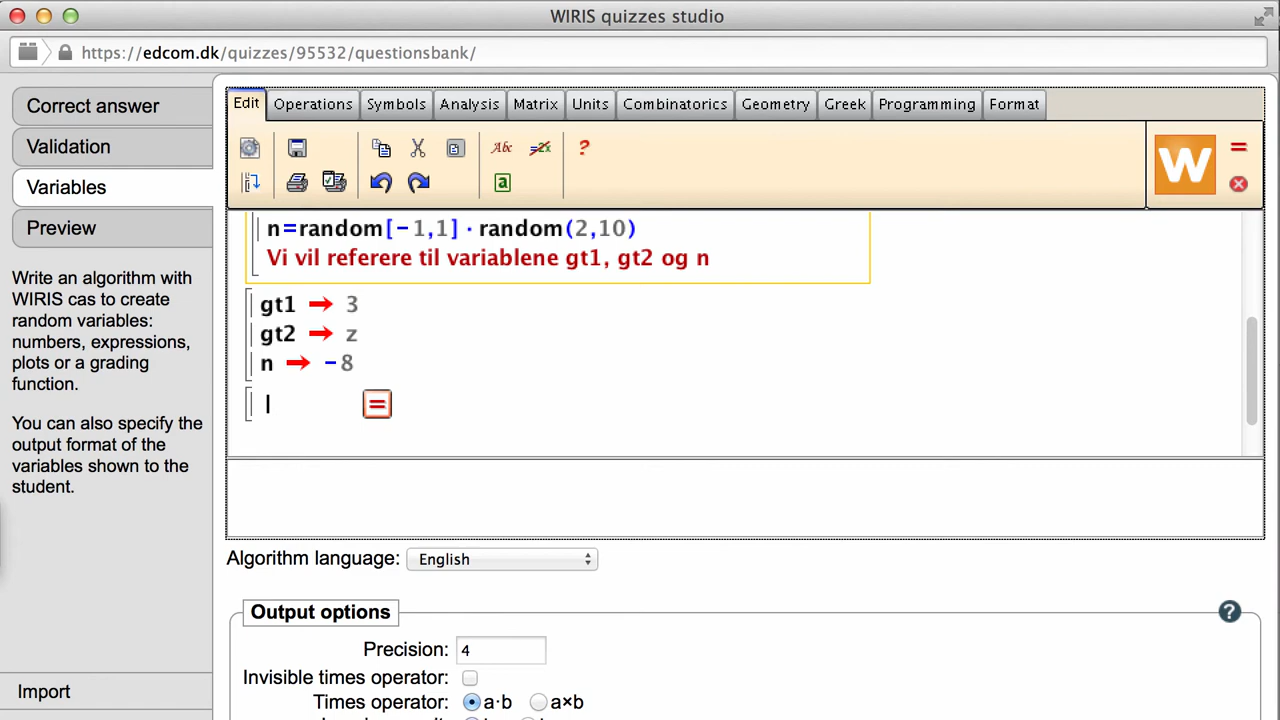 WIRIS quizzes studio
https://edcom.dk/quizzes/95532/questionsbank/
Correct answer
Validation
Variables
Preview
Write an algorithm with
WIRIS cas to create
random variables:
numbers, expressions,
plots or a grading
function.
You can also specify the
output format of the
variables shown to the
student.
Import
Edit
Operations
Symbols
Analysis
Matrix
Units
Combinatorics
Geometry
Greek
Programming
Format
Abc
=2x
?
a
W
=
n=random[-1,1]·random(2,10)
Vi vil referere til variablene gt1, gt2 og n
gt1 → 3
gt2 → z
n → -8
=
Algorithm language: English
Output options
?
Precision: 4
Invisible times operator:
Times operator: a·b a×b